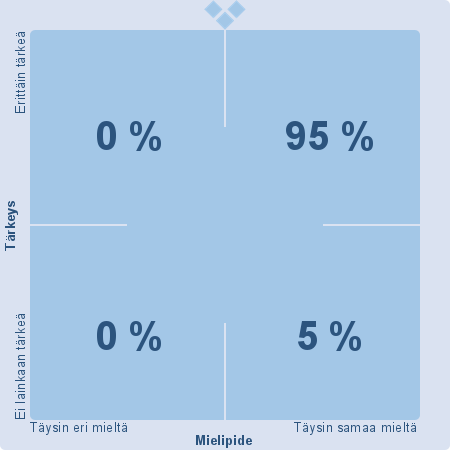 Erittäin tärkeä
0 %
95 %
Tärkeys
0 %
5 %
Ei lainkaan tärkeä
Täysin eri mieltä
Täysin samaa mieltä
Mielipide